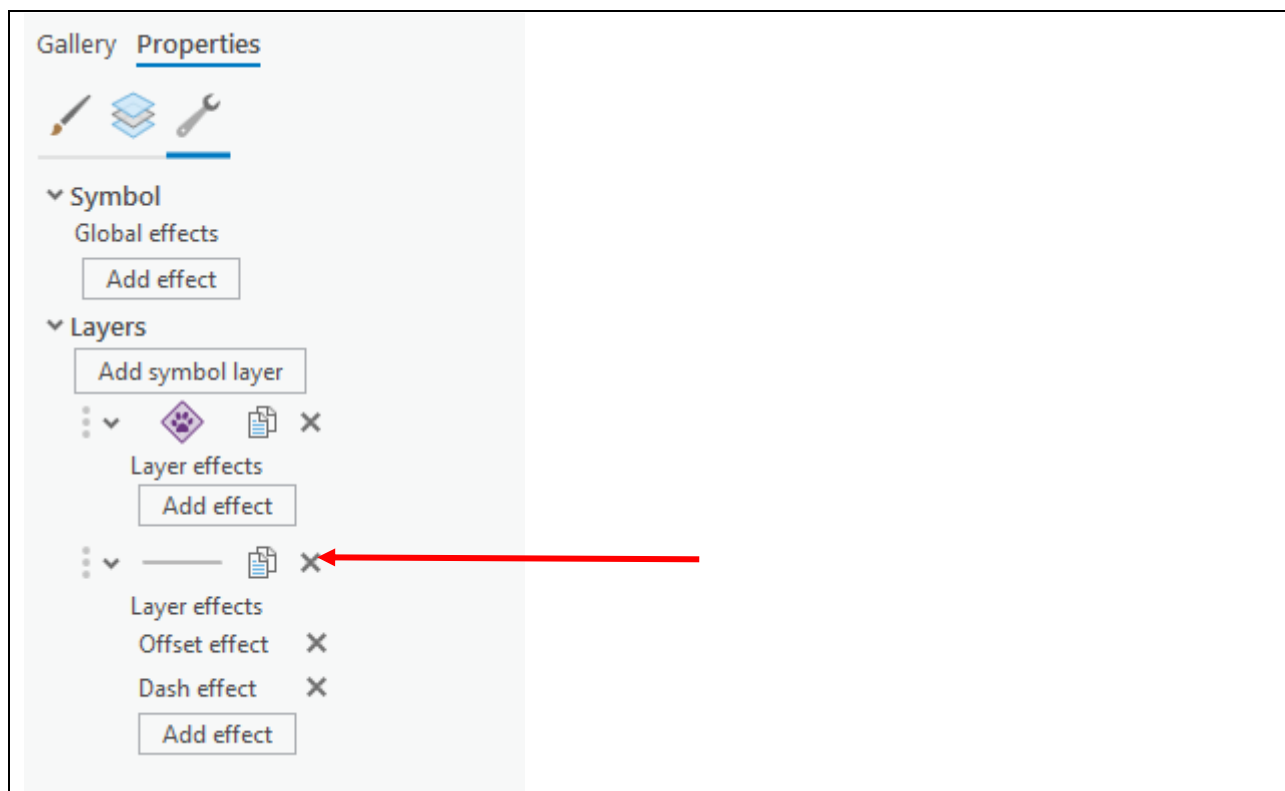 Gallery Properties
Symbol
Global effects
Add effect
Layers
Add symbol layer
Layer effects
Add effect
Layer effects
Offset effect
Dash effect
Add effect